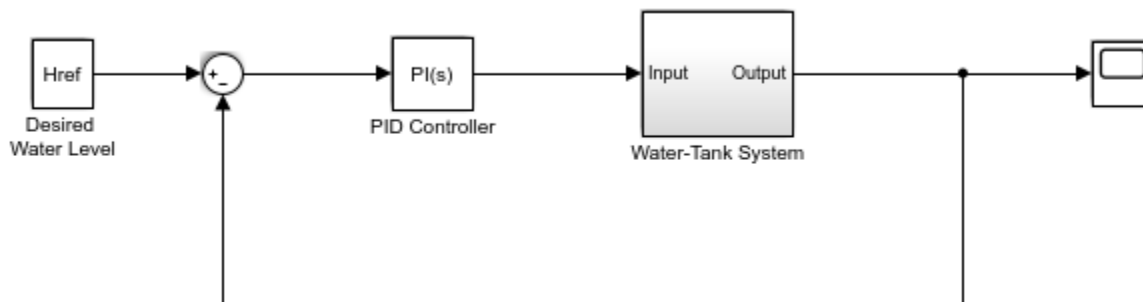 Href
Desired
Water Level
+
−
PI(s)
PID Controller
Input
Output
Water-Tank System